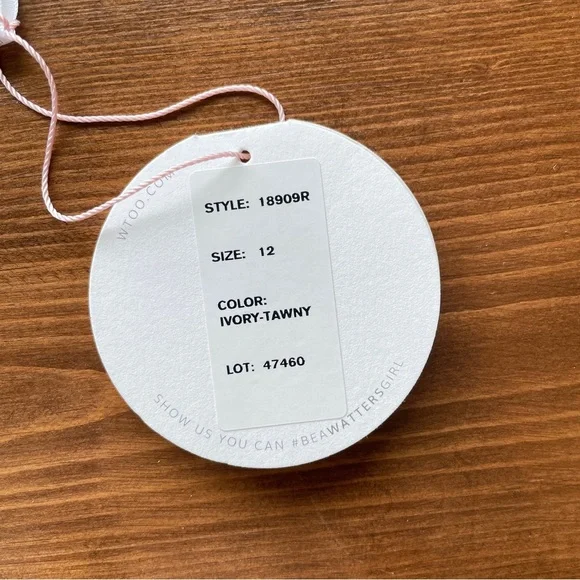 WTOO.COM
STYLE: 18909R
SIZE: 12
COLOR:
IVORY-TAWNY
LOT: 47460
SHOW US YOU CAN #BEAWATTERSGIRL